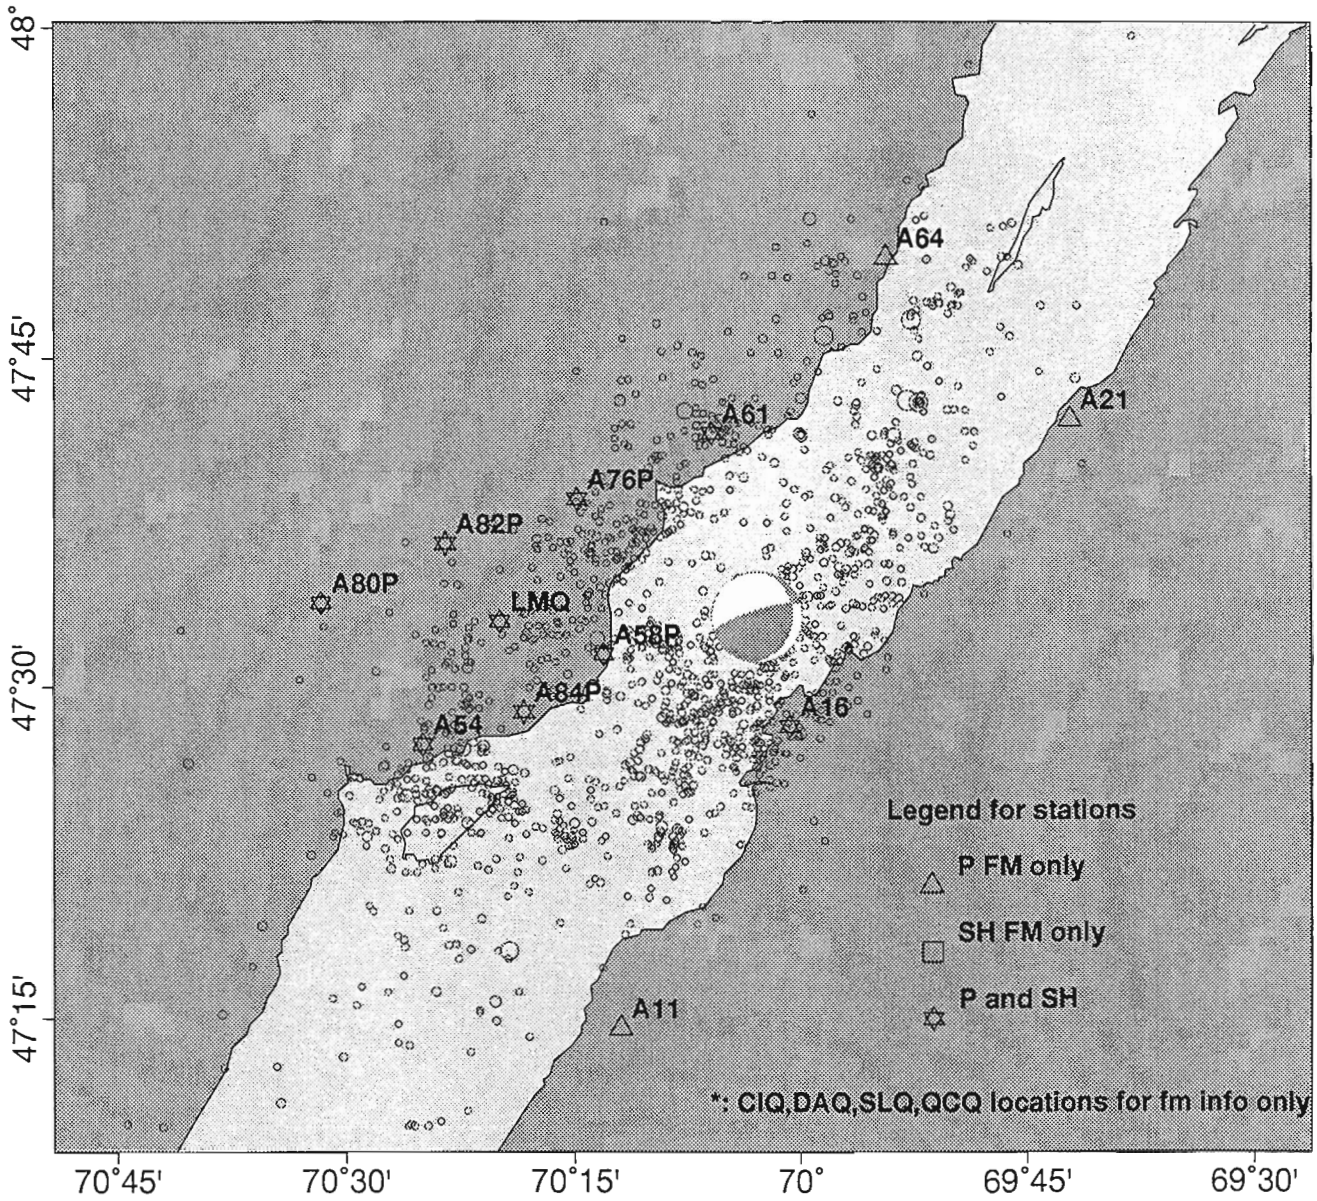 48°
A64
47°45'
A21
A61
A76P
A82P
A80P
LMQ
A58P
47°30'
A84P
A16
A54
Legend for stations
P FM only
SH FM only
P and SH
47°15'
A11
*: CIQ,DAQ,SLQ,QCQ locations for fm info only
70°45' 70°30' 70°15' 70° 69°45' 69°30'